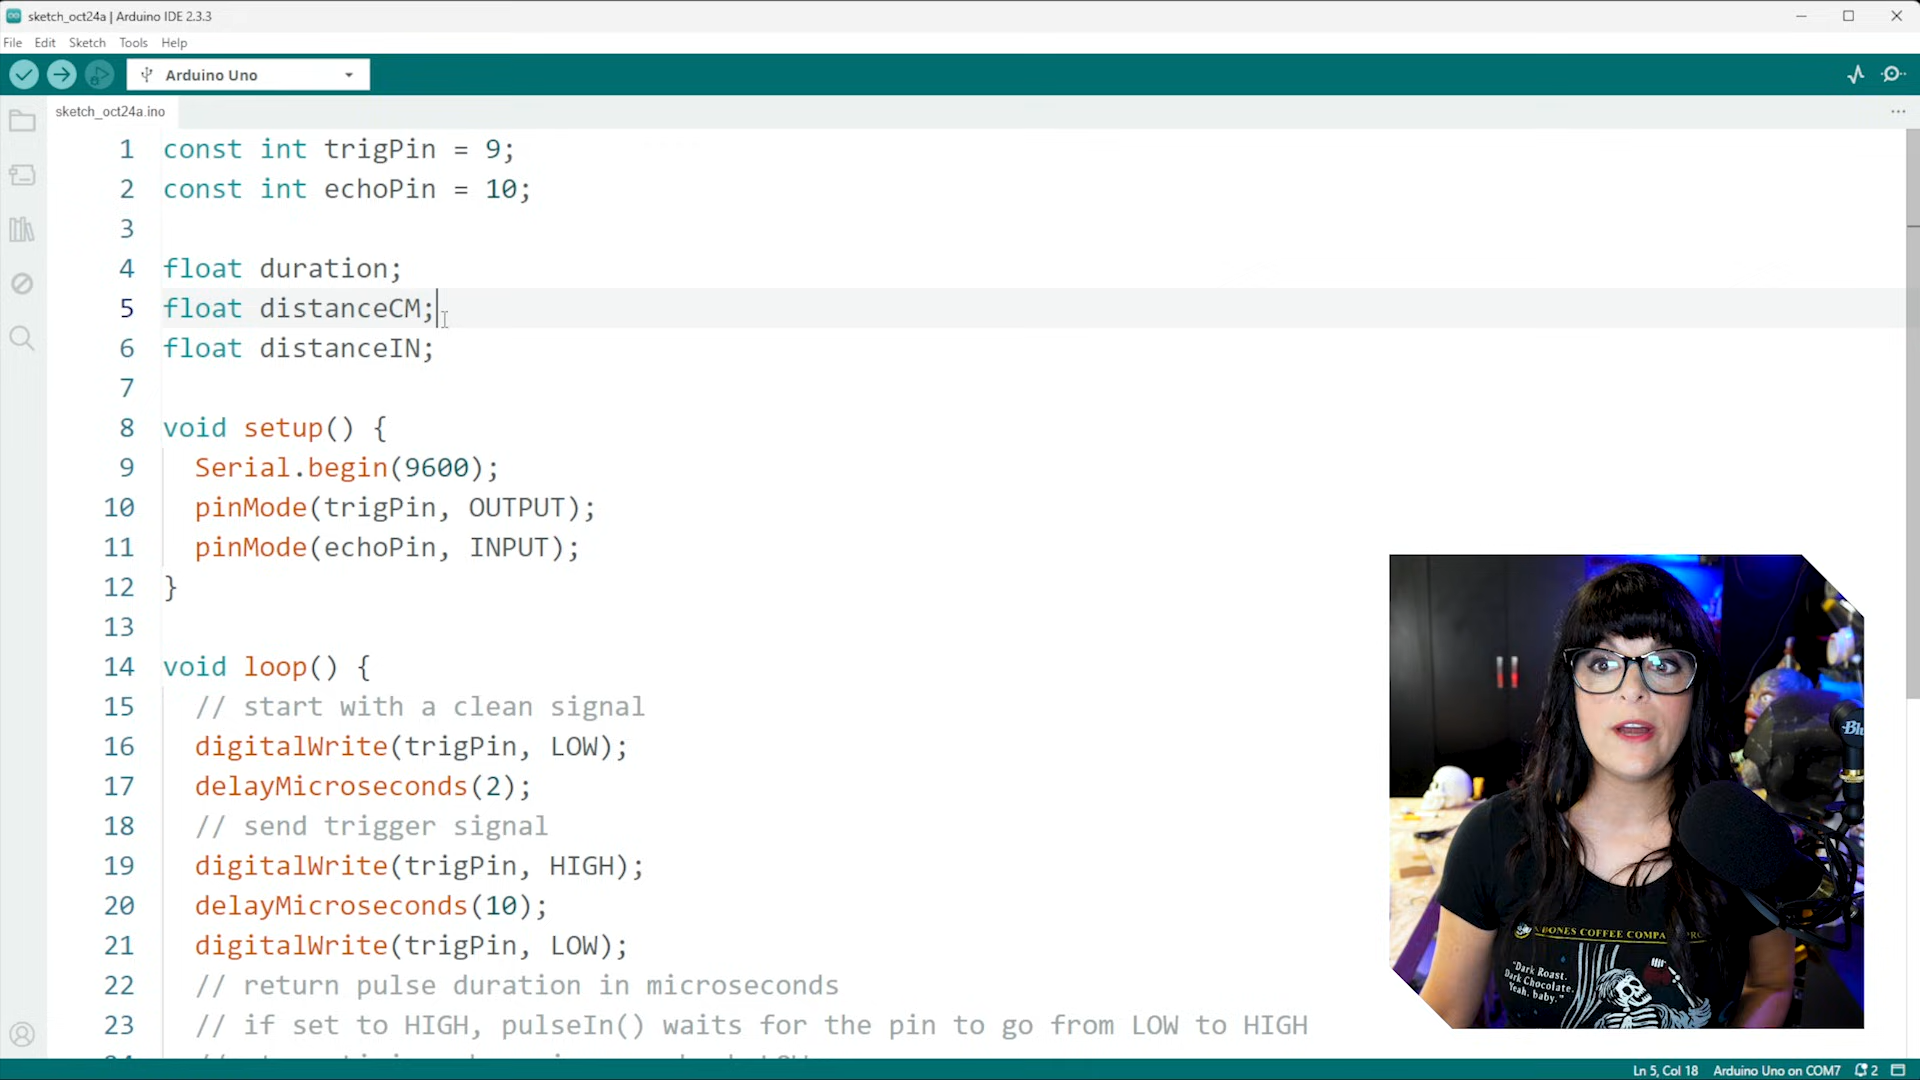 sketch_oct24a | Arduino IDE 2.3.3
File Edit Sketch Tools Help
Arduino Uno
sketch_oct24a.ino
1 const int trigPin = 9;
2 const int echoPin = 10;
3
4 float duration;
5 float distanceCM;
6 float distanceIN;
7
8 void setup() {
9 Serial.begin(9600);
10 pinMode(trigPin, OUTPUT);
11 pinMode(echoPin, INPUT);
12 }
13
14 void loop() {
15 // start with a clean signal
16 digitalWrite(trigPin, LOW);
17 delayMicroseconds(2);
18 // send trigger signal
19 digitalWrite(trigPin, HIGH);
20 delayMicroseconds(10);
21 digitalWrite(trigPin, LOW);
22 // return pulse duration in microseconds
23 // if set to HIGH, pulseIn() waits for the pin to go from LOW to HIGH
BONES COFFEE COMPA
"Dark Roast.
Dark Chocolate.
Yeah, baby."
Ln 5, Col 18 Arduino Uno on COM7 2